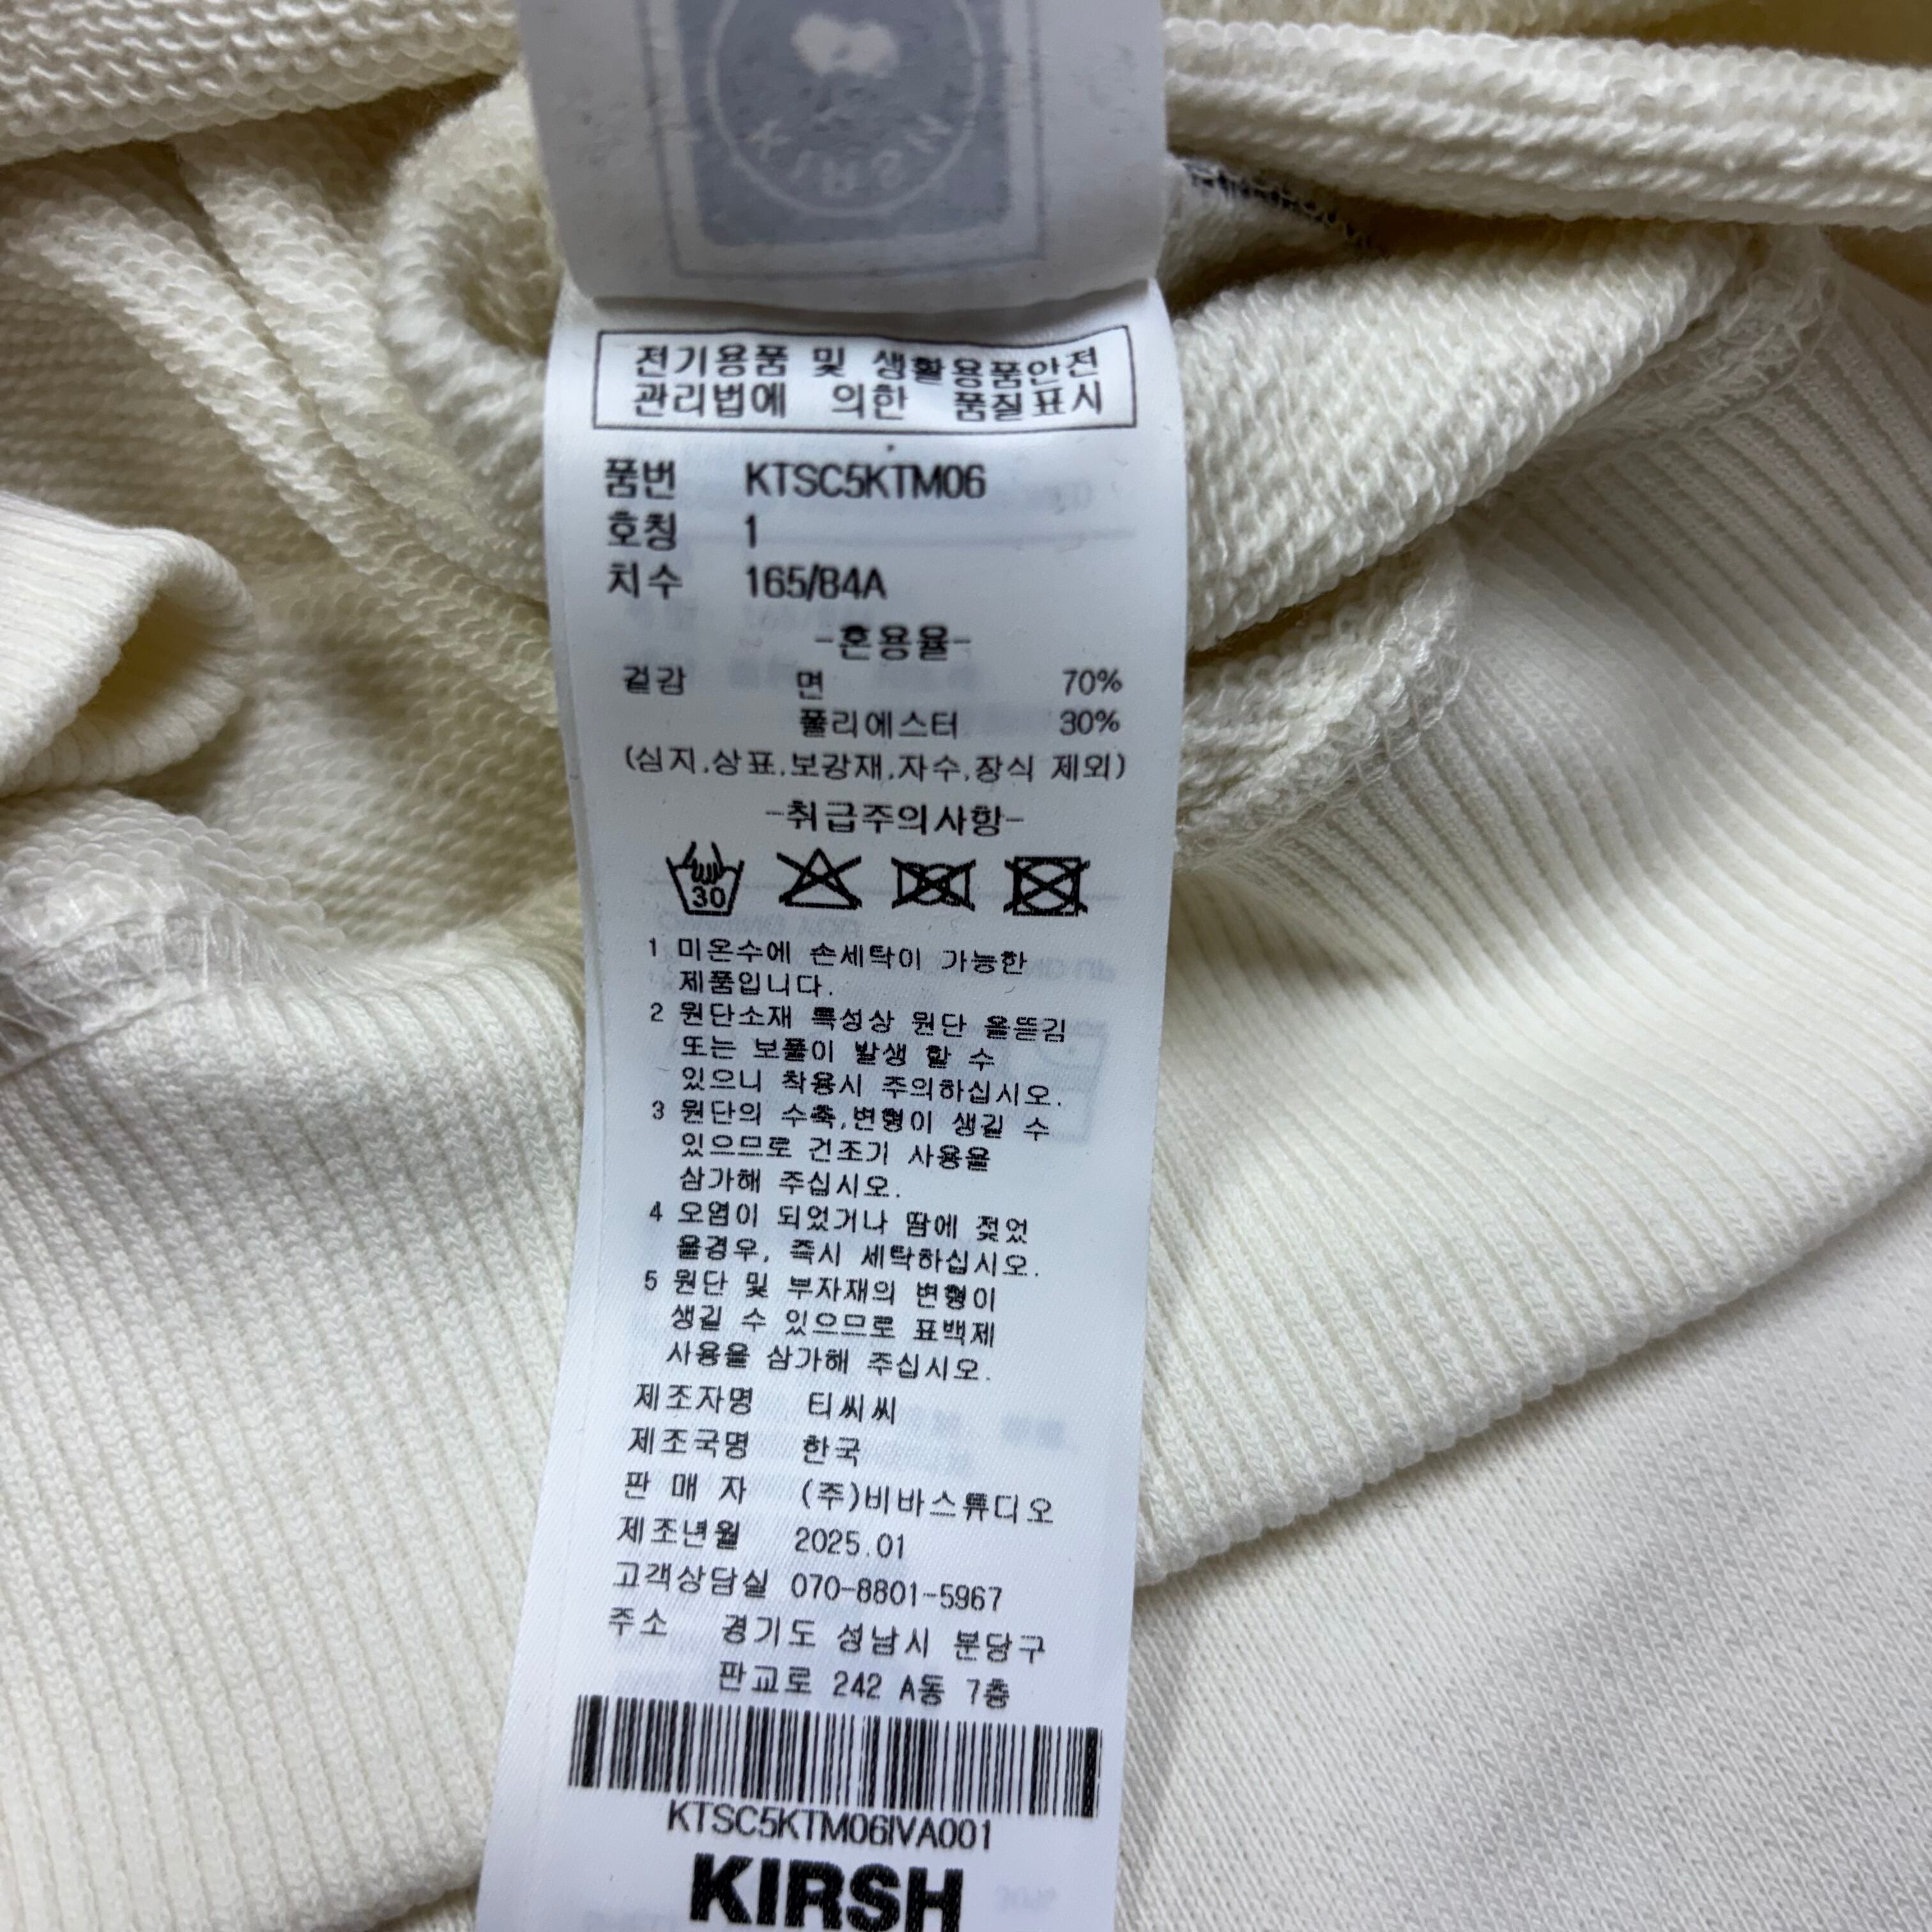 KIRSH
전기용품 및 생활용품안전
관리법에 의한 품질표시
품번 KTSC5KTM06
호칭 1
치수 165/84A
-혼용율-
겉감 면 70%
폴리에스터 30%
(심지,상표,보강재,자수,장식 제외)
-취급주의사항-
30
1 미온수에 손세탁이 가능한
제품입니다.
2 원단소재 특성상 원단 올뜯김
또는 보풀이 발생 할 수
있으니 착용시 주의하십시오.
3 원단의 수축,변형이 생길 수
있으므로 건조기 사용을
삼가해 주십시오.
4 오염이 되었거나 땀에 젖었
을경우, 즉시 세탁하십시오.
5 원단 및 부자재의 변형이
생길 수 있으므로 표백제
사용을 삼가해 주십시오.
제조자명 티씨씨
제조국명 한국
판 매 자 (주)비바스튜디오
제조년월 2025.01
고객상담실 070-8801-5967
주소 경기도 성남시 분당구
판교로 242 A동 7층
KTSC5KTM06IVA001
KIRSH